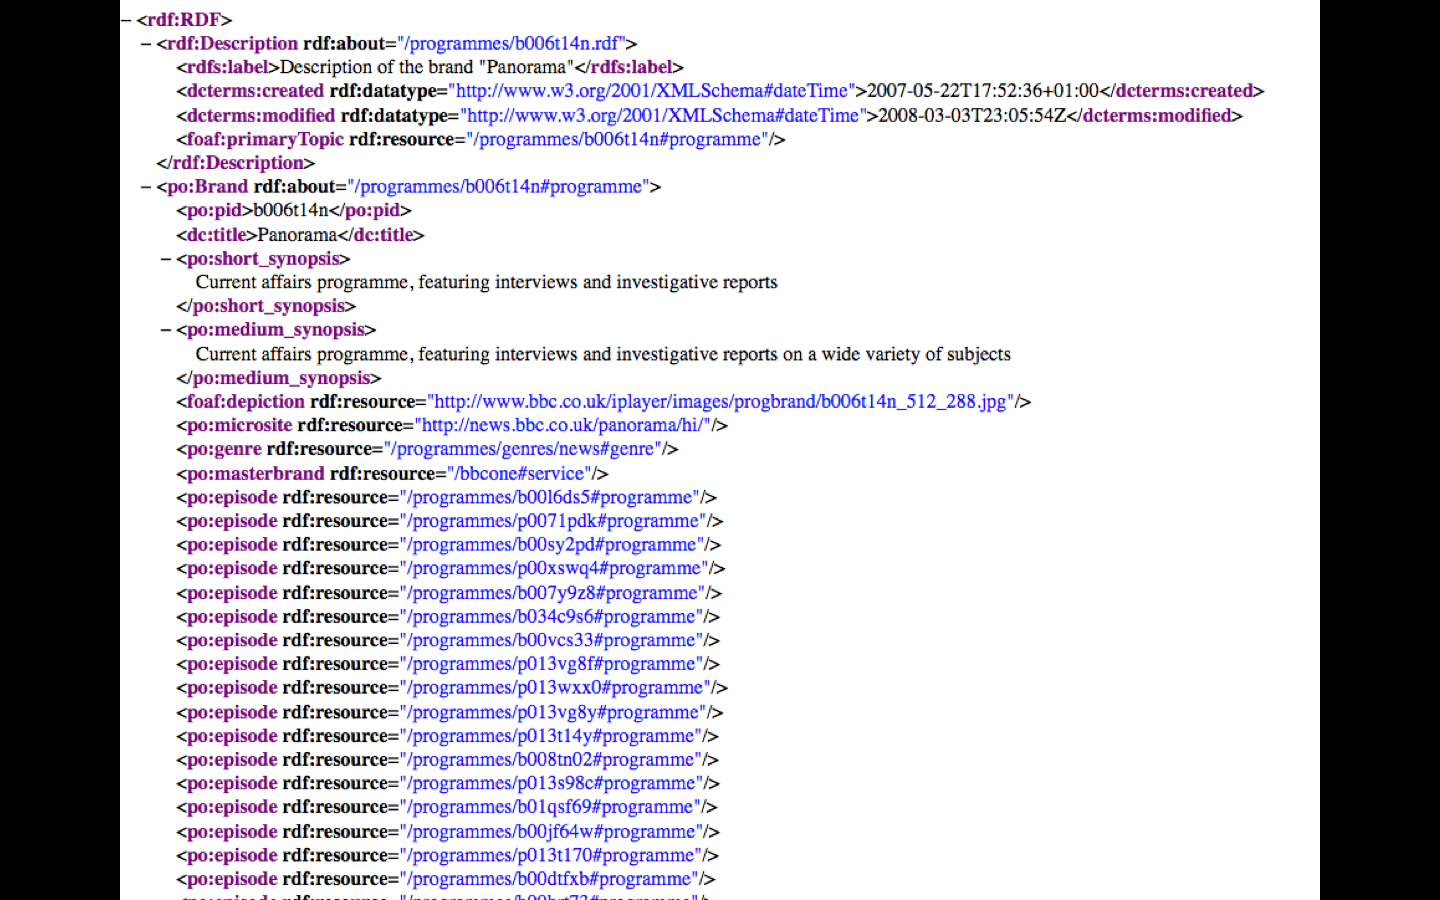 – <rdf:RDF>
– <rdf:Description rdf:about="/programmes/b006t14n.rdf">
<rdfs:label>Description of the brand "Panorama"</rdfs:label>
<dcterms:created rdf:datatype="http://www.w3.org/2001/XMLSchema#dateTime">2007-05-22T17:52:36+01:00</dcterms:created>
<dcterms:modified rdf:datatype="http://www.w3.org/2001/XMLSchema#dateTime">2008-03-03T23:05:54Z</dcterms:modified>
<foaf:primaryTopic rdf:resource="/programmes/b006t14n#programme"/>
</rdf:Description>
– <po:Brand rdf:about="/programmes/b006t14n#programme">
<po:pid>b006t14n</po:pid>
<dc:title>Panorama</dc:title>
– <po:short_synopsis>
Current affairs programme, featuring interviews and investigative reports
</po:short_synopsis>
– <po:medium_synopsis>
Current affairs programme, featuring interviews and investigative reports on a wide variety of subjects
</po:medium_synopsis>
<foaf:depiction rdf:resource="http://www.bbc.co.uk/iplayer/images/progbrand/b006t14n_512_288.jpg"/>
<po:microsite rdf:resource="http://news.bbc.co.uk/panorama/hi/"/>
<po:genre rdf:resource="/programmes/genres/news#genre"/>
<po:masterbrand rdf:resource="/bbcone#service"/>
<po:episode rdf:resource="/programmes/b00l6ds5#programme"/>
<po:episode rdf:resource="/programmes/p0071pdk#programme"/>
<po:episode rdf:resource="/programmes/b00sy2pd#programme"/>
<po:episode rdf:resource="/programmes/p00xswq4#programme"/>
<po:episode rdf:resource="/programmes/b007y9z8#programme"/>
<po:episode rdf:resource="/programmes/b034c9s6#programme"/>
<po:episode rdf:resource="/programmes/b00vcs33#programme"/>
<po:episode rdf:resource="/programmes/p013vg8f#programme"/>
<po:episode rdf:resource="/programmes/p013wxx0#programme"/>
<po:episode rdf:resource="/programmes/p013vg8y#programme"/>
<po:episode rdf:resource="/programmes/p013t14y#programme"/>
<po:episode rdf:resource="/programmes/b008tn02#programme"/>
<po:episode rdf:resource="/programmes/p013s98c#programme"/>
<po:episode rdf:resource="/programmes/b01qsf69#programme"/>
<po:episode rdf:resource="/programmes/b00jf64w#programme"/>
<po:episode rdf:resource="/programmes/p013t170#programme"/>
<po:episode rdf:resource="/programmes/b00dtfxb#programme"/>